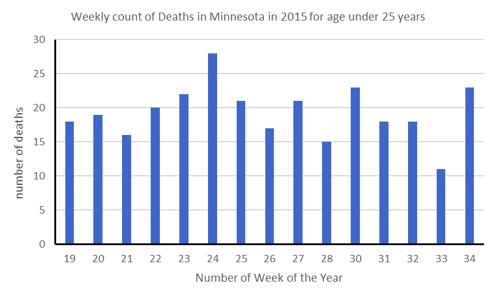 Weekly count of Deaths in Minnesota in 2015 for age under 25 years
30
25
20
15
10
5
0
number of deaths
19 20 21 22 23 24 25 26 27 28 30 31 32 33 34
Number of Week of the Year